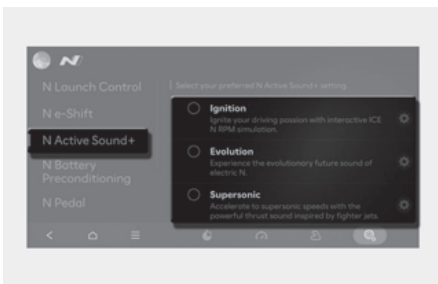 N
N Launch Control
Select your preferred N Active Sound+ setting.
N e-Shift
Ignition
Ignite your driving passion with interactive ICE
N RPM simulation.
N Active Sound+
Evolution
Experience the evolutionary future sound of
electric N.
N Battery
Preconditioning
Supersonic
Accelerate to supersonic speeds with the
powerful thrust sound inspired by fighter jets.
N Pedal